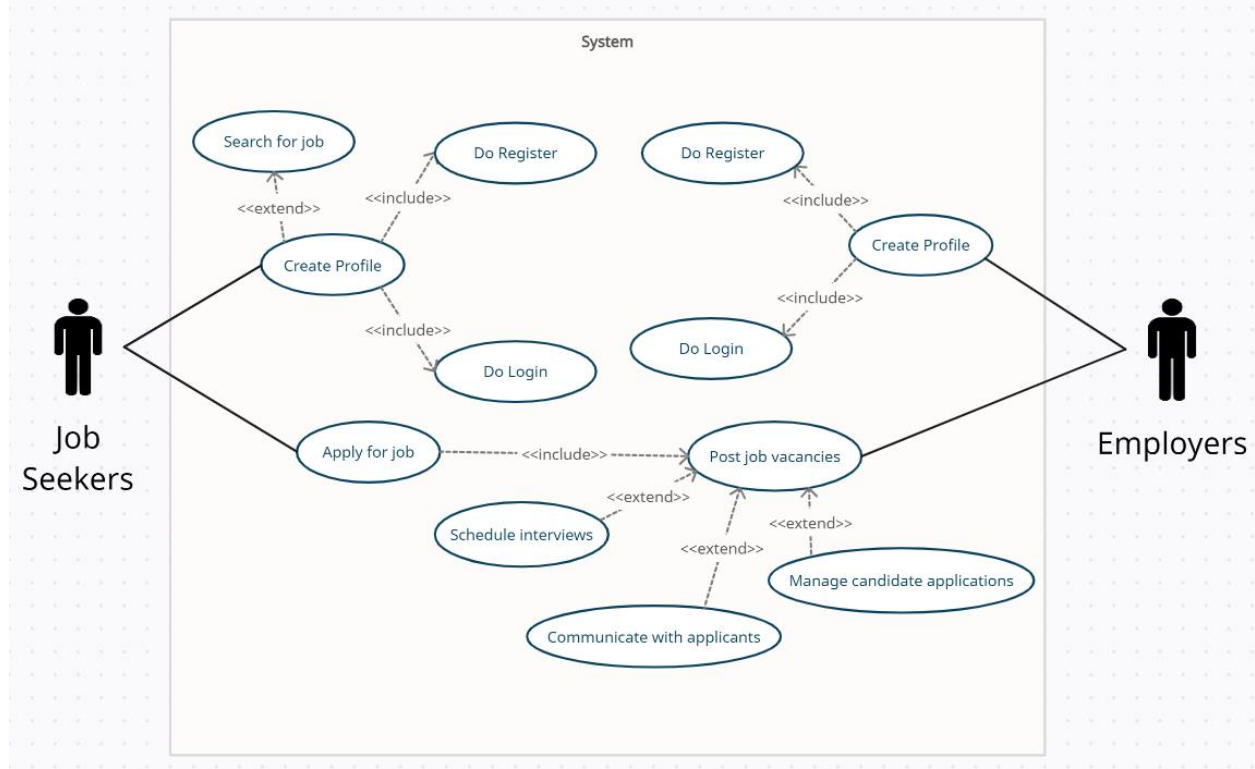 System
Search for job
Do Register
Do Register
<<extend>>
<<include>>
<<include>>
Create Profile
Create Profile
<<include>>
<<include>>
Do Login
Do Login
Job
Seekers
Employers
Apply for job
<<include>>
Post job vacancies
<<extend>>
Schedule interviews
<<extend>>
<<extend>>
Manage candidate applications
Communicate with applicants